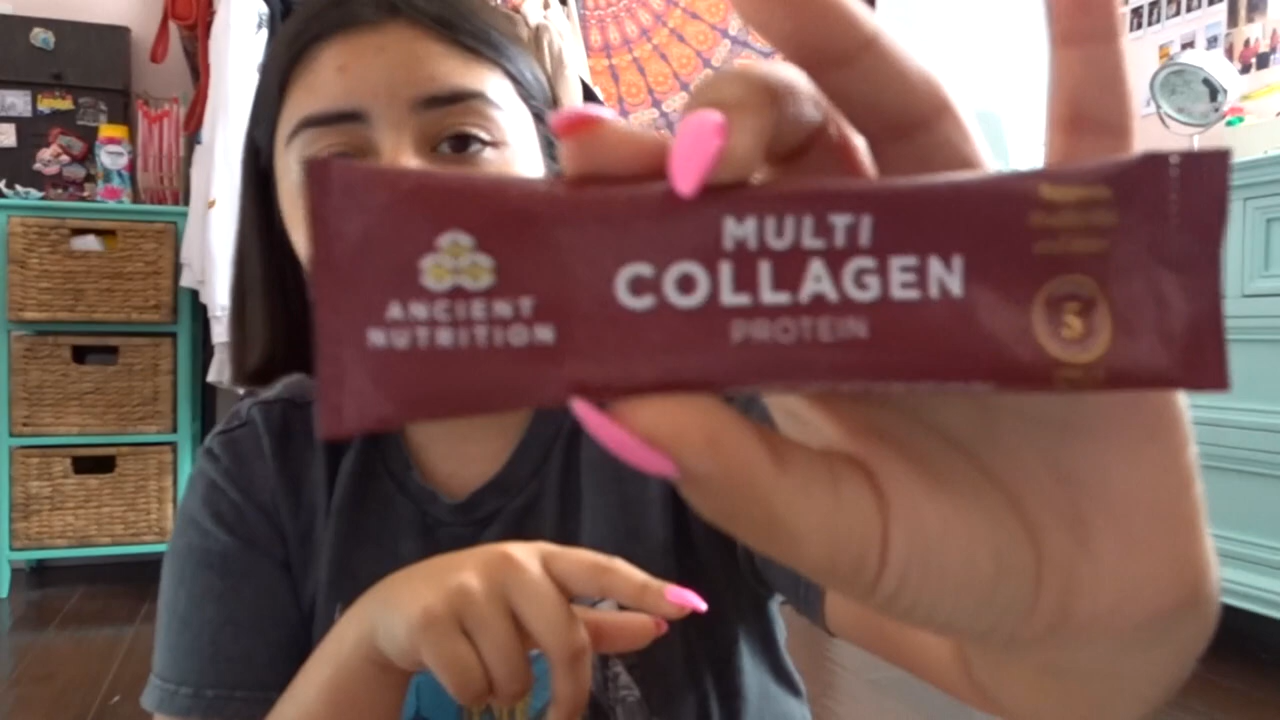 ANCIENT
NUTRITION
MULTI
COLLAGEN
PROTEIN